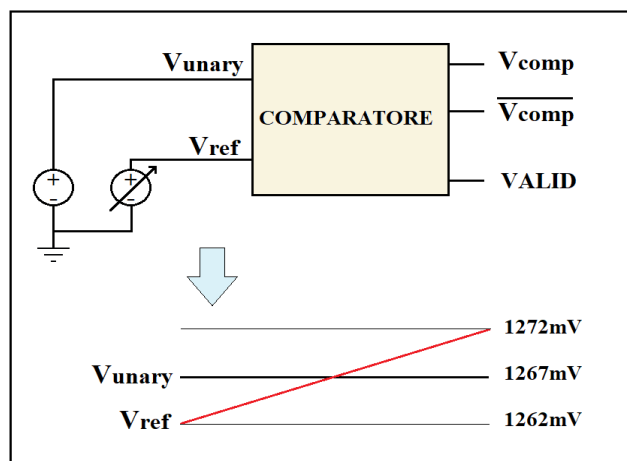 Vunary
Vcomp
COMPARATORE
Vcomp
Vref
VALID
+
-
+
-
1272mV
Vunary
1267mV
Vref
1262mV